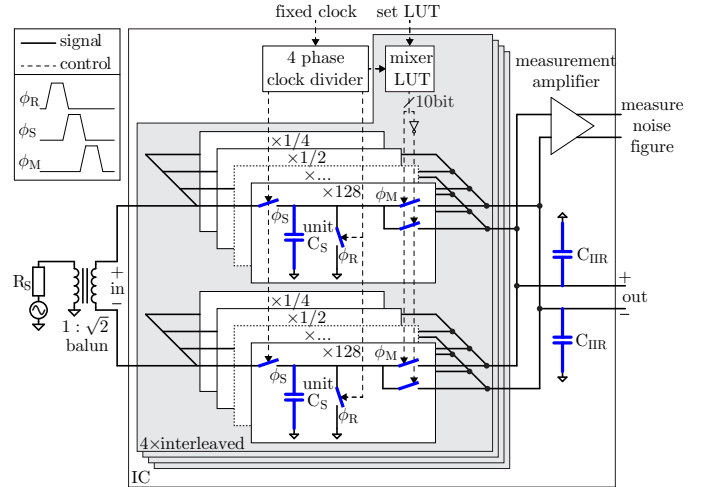 fixed clock set LUT
signal
control
ϕR
ϕS
ϕM
4 phase
clock divider
mixer
LUT
10bit
measurement
amplifier
measure
noise
figure
×1/4
×1/2
×...
×128
ϕM
ϕS
unit
CS
ϕR
CIIR
RS
+
in
−
1 : √2
balun
+
out
−
×1/4
×1/2
×...
×128
ϕM
ϕS
unit
CS
ϕR
CIIR
4×interleaved
IC